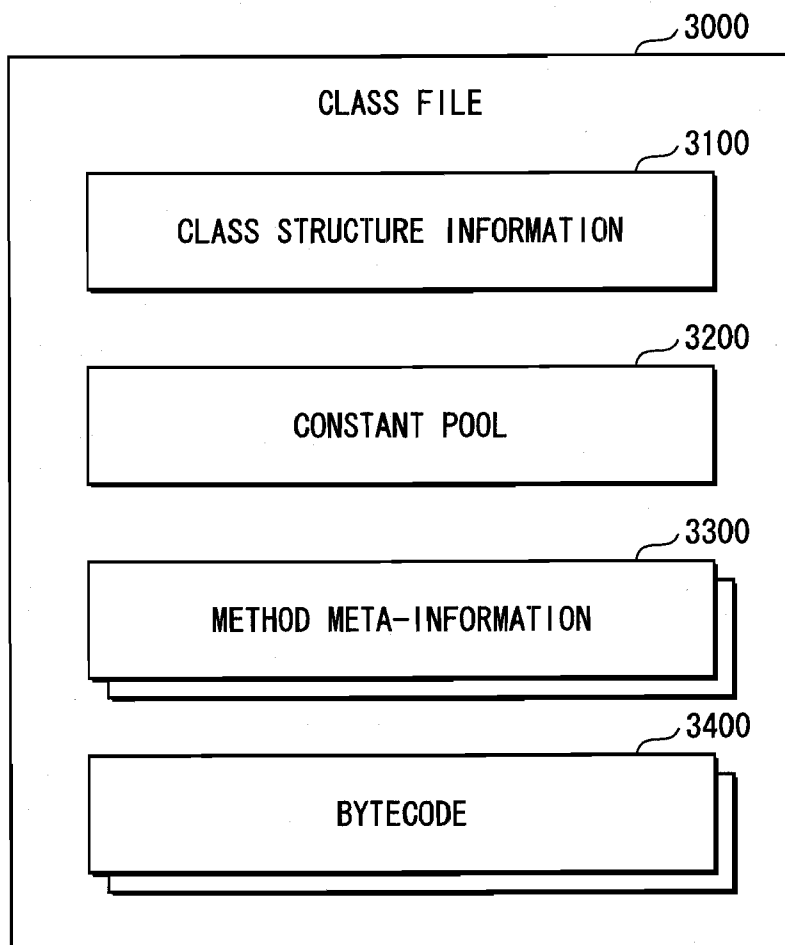 3000
CLASS FILE
3100
CLASS STRUCTURE INFORMATION
3200
CONSTANT POOL
3300
METHOD META-INFORMATION
3400
BYTECODE